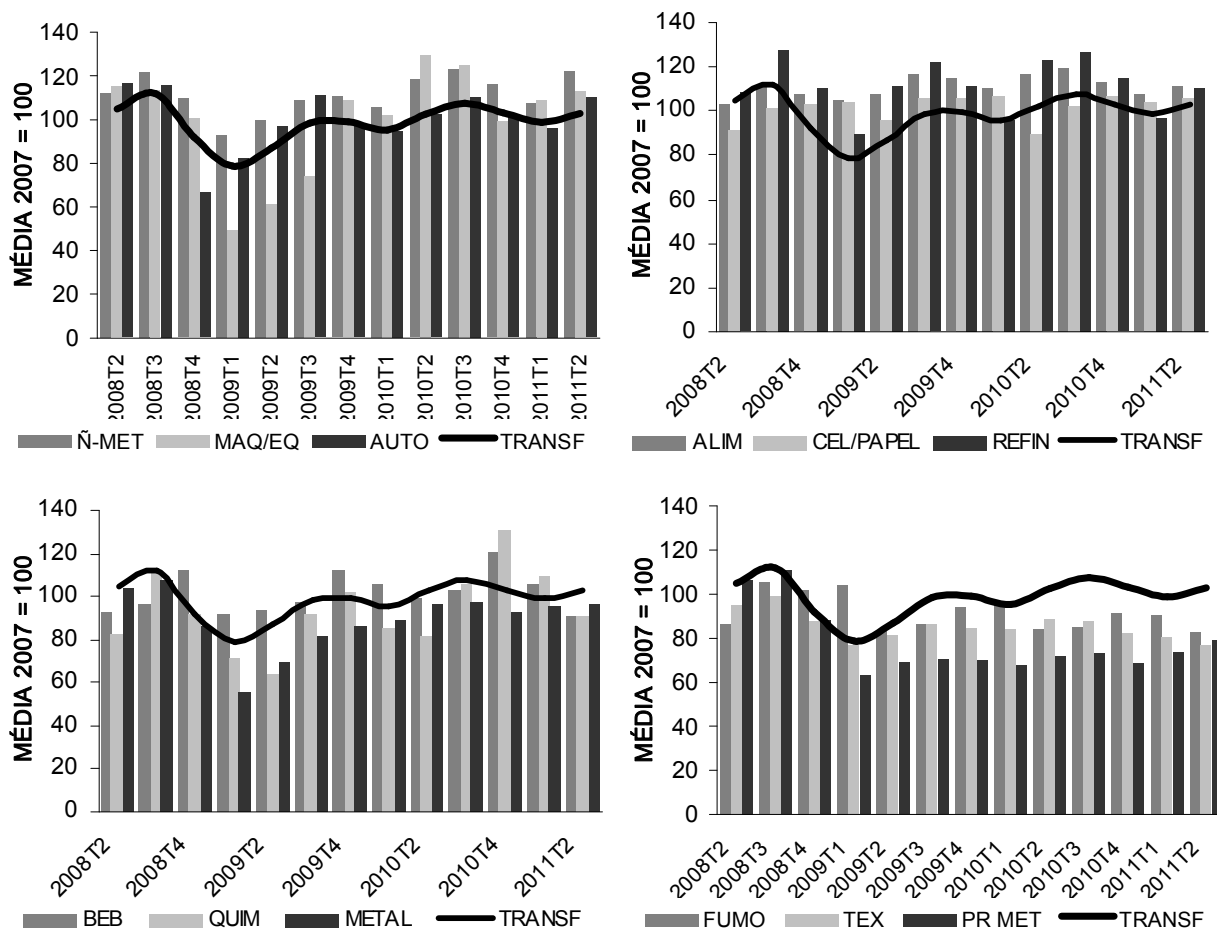 MÉDIA 2007 = 100
140
120
100
80
60
40
20
0
2008T2
2008T3
2008T4
2009T1
2009T2
2009T3
2009T4
2010T1
2010T2
2010T3
2010T4
2011T1
2011T2
Ñ-MET MAQ/EQ AUTO TRANSF
MÉDIA 2007 = 100
140
120
100
80
60
40
20
0
2008T2
2008T4
2009T2
2009T4
2010T2
2010T4
2011T2
ALIM CEL/PAPEL REFIN TRANSF
MÉDIA 2007 = 100
140
120
100
80
60
40
20
0
2008T2
2008T4
2009T2
2009T4
2010T2
2010T4
2011T2
BEB QUIM METAL TRANSF
MÉDIA 2007 = 100
140
120
100
80
60
40
20
0
2008T2
2008T3
2008T4
2009T1
2009T2
2009T3
2009T4
2010T1
2010T2
2010T3
2010T4
2011T1
2011T2
FUMO TEX PR MET TRANSF